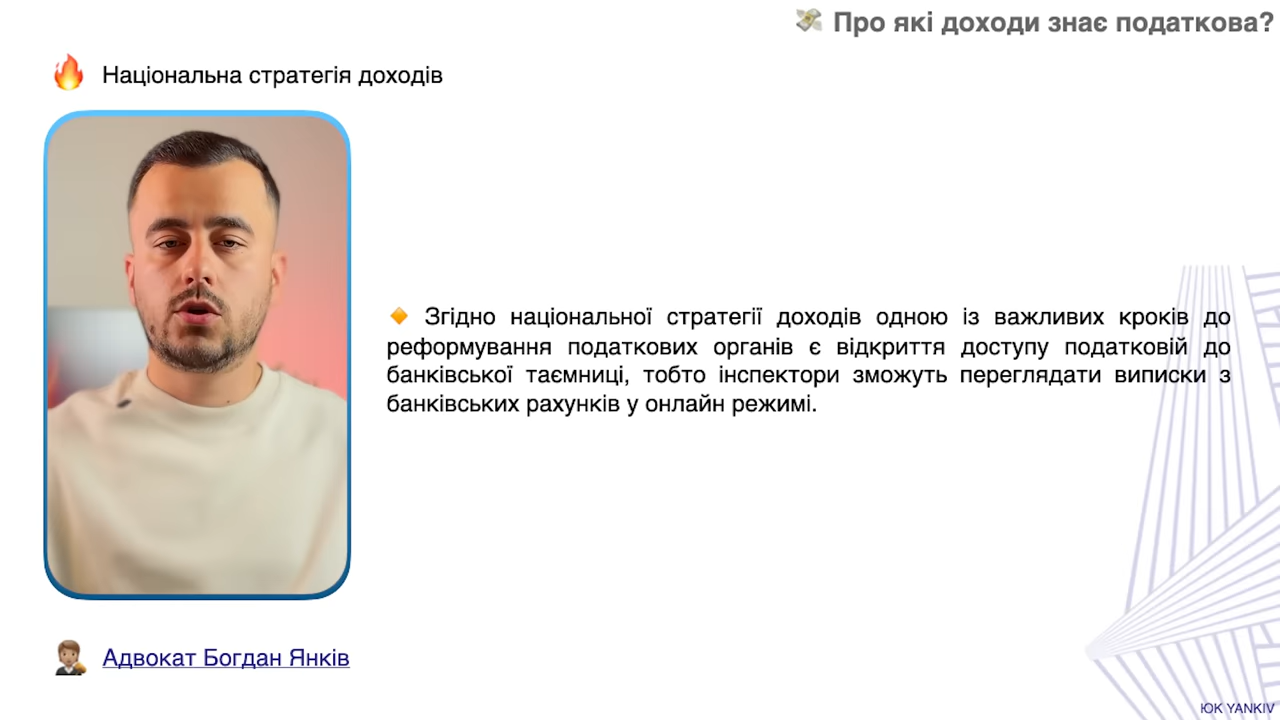 💸 Про які доходи знає податкова?
🔥 Національна стратегія доходів
🔸 Згідно національної стратегії доходів одною із важливих кроків до
реформування податкових органів є відкриття доступу податковій до
банківської таємниці, тобто інспектори зможуть переглядати виписки з
банківських рахунків у онлайн режимі.
Адвокат Богдан Янків
ЮК YANKIV